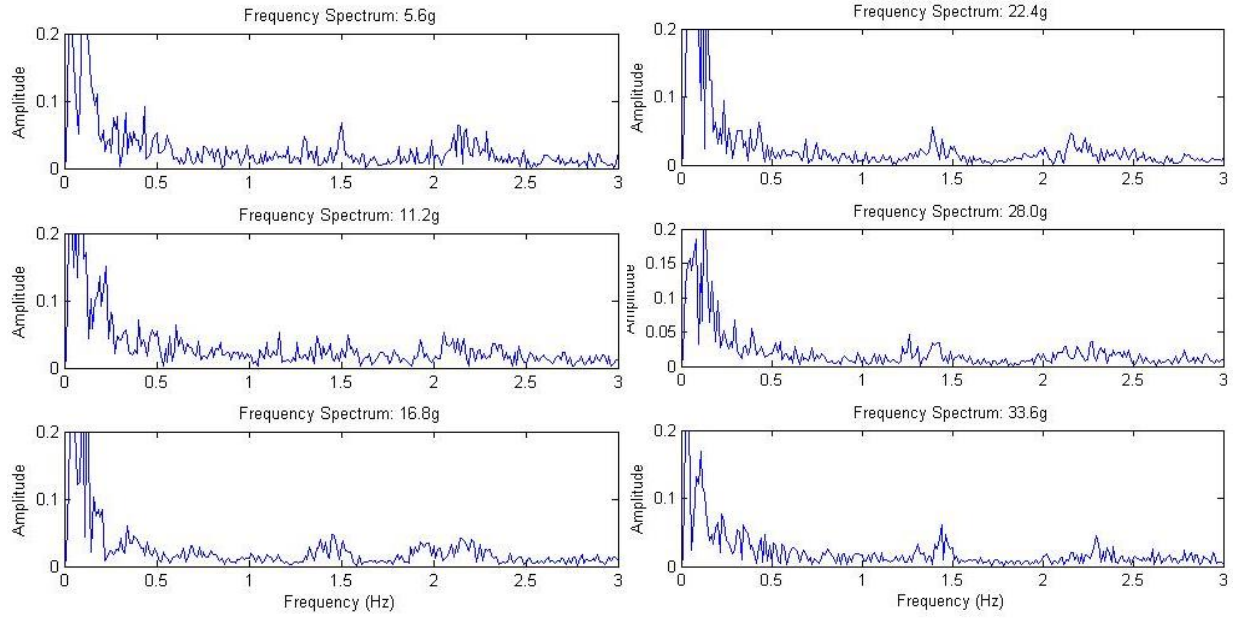 Frequency Spectrum: 5.6g
0.2
0.1
0
Amplitude
0 0.5 1 1.5 2 2.5 3
Frequency Spectrum: 11.2g
0.2
0.1
0
Amplitude
0 0.5 1 1.5 2 2.5 3
Frequency Spectrum: 16.8g
0.2
0.1
0
Amplitude
0 0.5 1 1.5 2 2.5 3
Frequency (Hz)
Frequency Spectrum: 22.4g
0.2
0.1
0
Amplitude
0 0.5 1 1.5 2 2.5 3
Frequency Spectrum: 28.0g
0.2
0.15
0.05
0
Amplitude
0 0.5 1 1.5 2 2.5 3
Frequency Spectrum: 33.6g
0.2
0.1
0
Amplitude
0 0.5 1 1.5 2 2.5 3
Frequency (Hz)